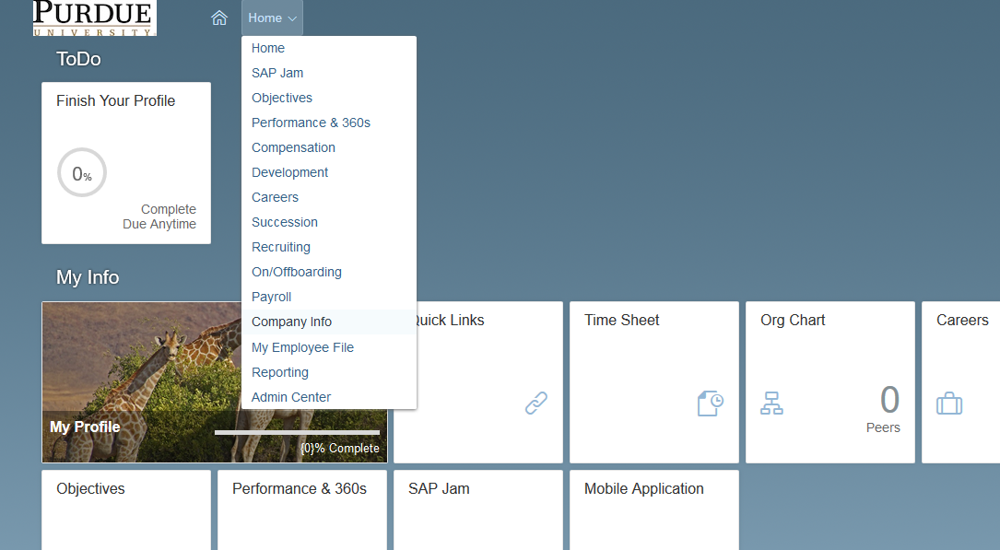 PURDUE
UNIVERSITY
Home
ToDo
Finish Your Profile
0%
Complete
Due Anytime
Home
SAP Jam
Objectives
Performance & 360s
Compensation
Development
Careers
Succession
Recruiting
On/Offboarding
Payroll
Company Info
My Employee File
Reporting
Admin Center
My Info
My Profile
{0}% Complete
Quick Links
Time Sheet
Org Chart
0
Peers
Careers
Objectives
Performance & 360s
SAP Jam
Mobile Application